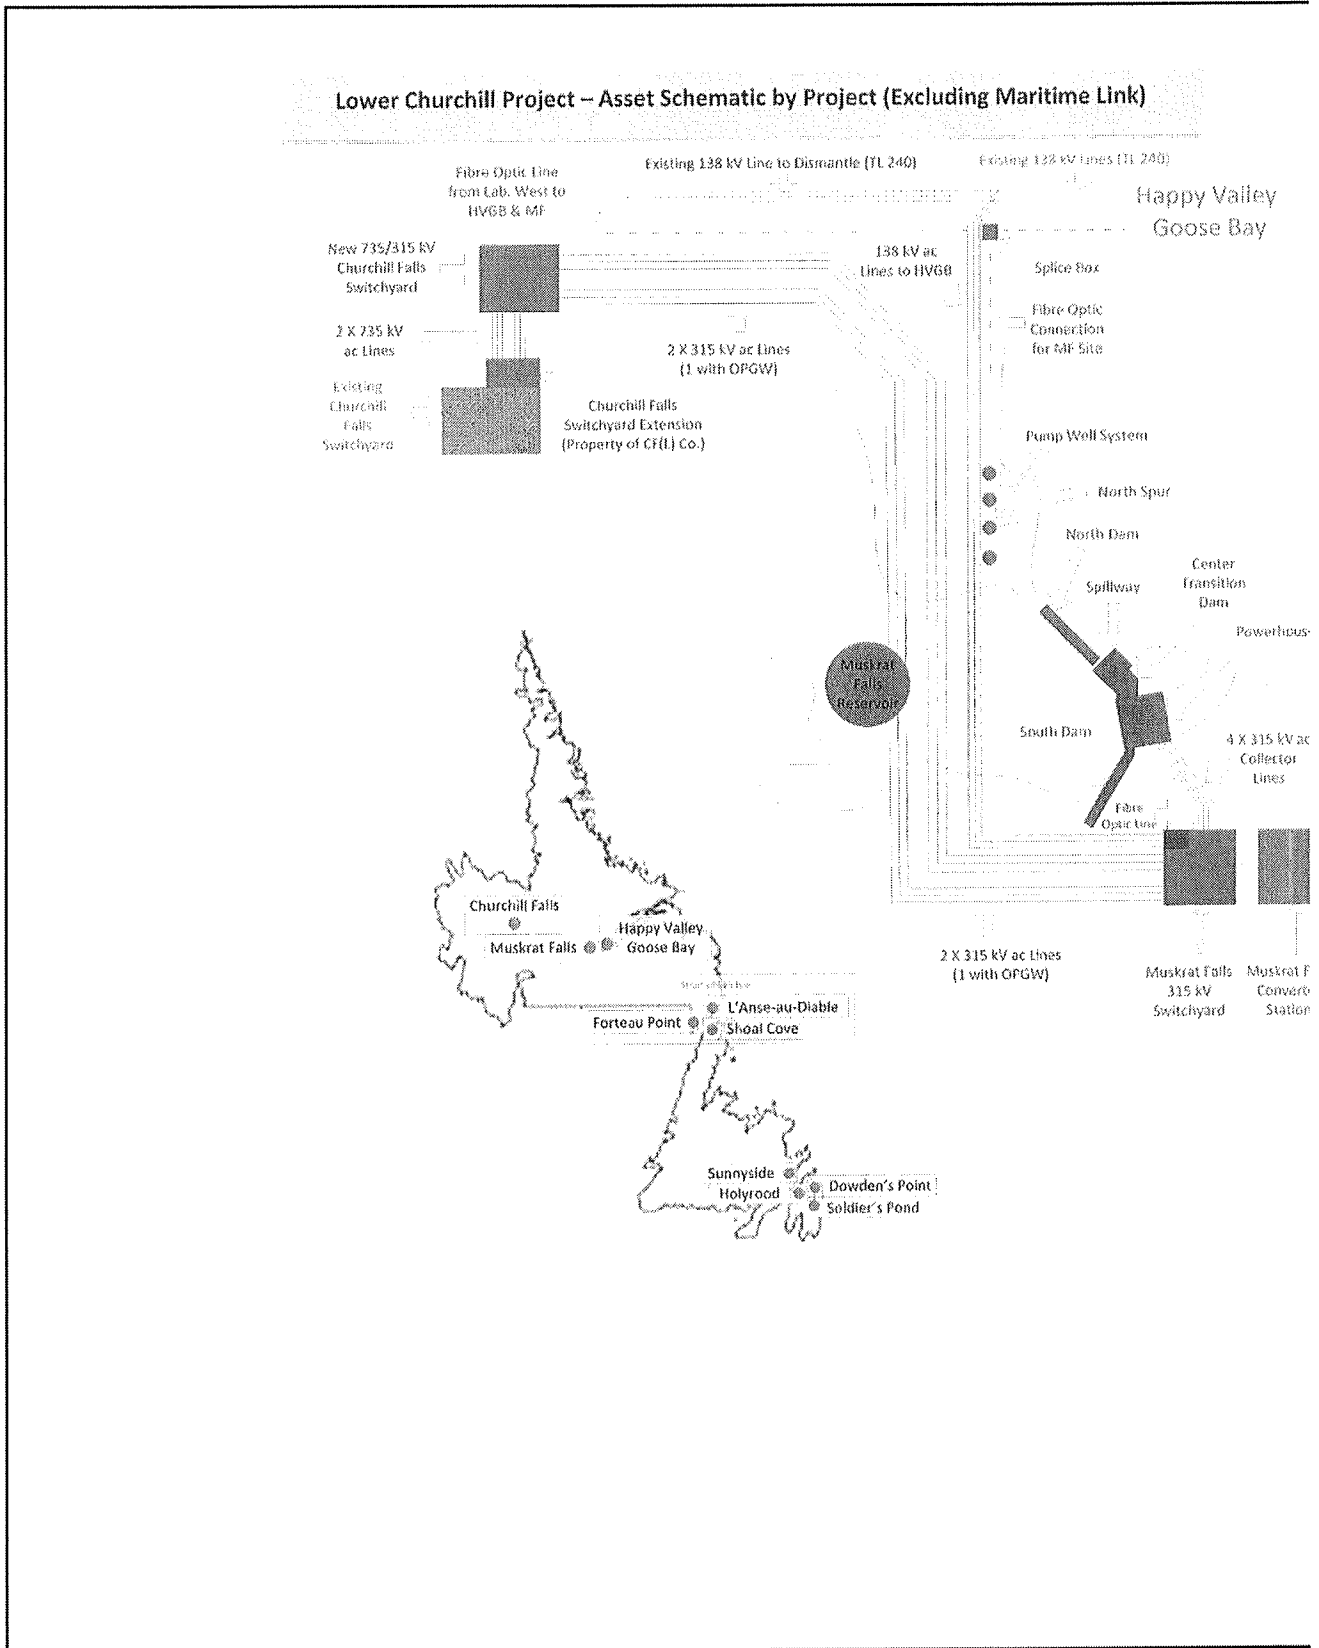 Lower Churchill Project – Asset Schematic by Project (Excluding Maritime Link)
Existing 138 kV Line to Dismantle (TL 240)
Existing 138 kV Lines (TL 240)
Fibre Optic Line
from Lab. West to
HVGB & MF
Happy Valley
Goose Bay
New 735/315 kV
Churchill Falls
Switchyard
138 kV ac
Lines to HVGB
Splice Box
2 X 735 kV
ac Lines
2 X 315 kV ac Lines
(1 with OPGW)
Fibre Optic
Connection
for MF Site
Existing
Churchill
Falls
Switchyard
Churchill Falls
Switchyard Extension
(Property of CF(L) Co.)
Pump Well System
North Spur
North Dam
Center
Transition
Dam
Spillway
Powerhous
Muskrat
Falls
Reservoir
South Dam
4 X 315 kV ac
Collector
Lines
Fibre
Optic Line
Churchill Falls
Muskrat Falls
Happy Valley
Goose Bay
2 X 315 kV ac Lines
(1 with OPGW)
Muskrat Falls
315 kV
Switchyard
Muskrat F
Convert
Station
L'Anse-au-Diable
Forteau Point
Shoal Cove
Sunnyside
Holyrood
Dowden's Point
Soldier's Pond